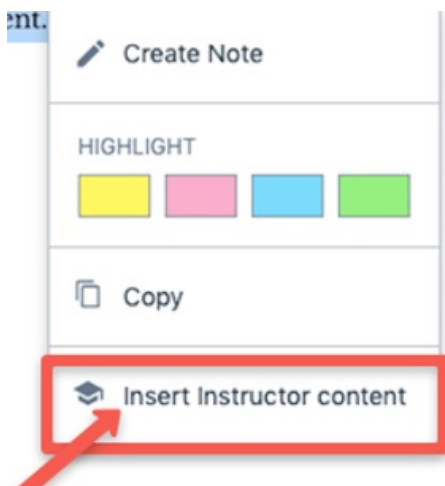 ent.
Create Note
HIGHLIGHT
Copy
Insert Instructor content